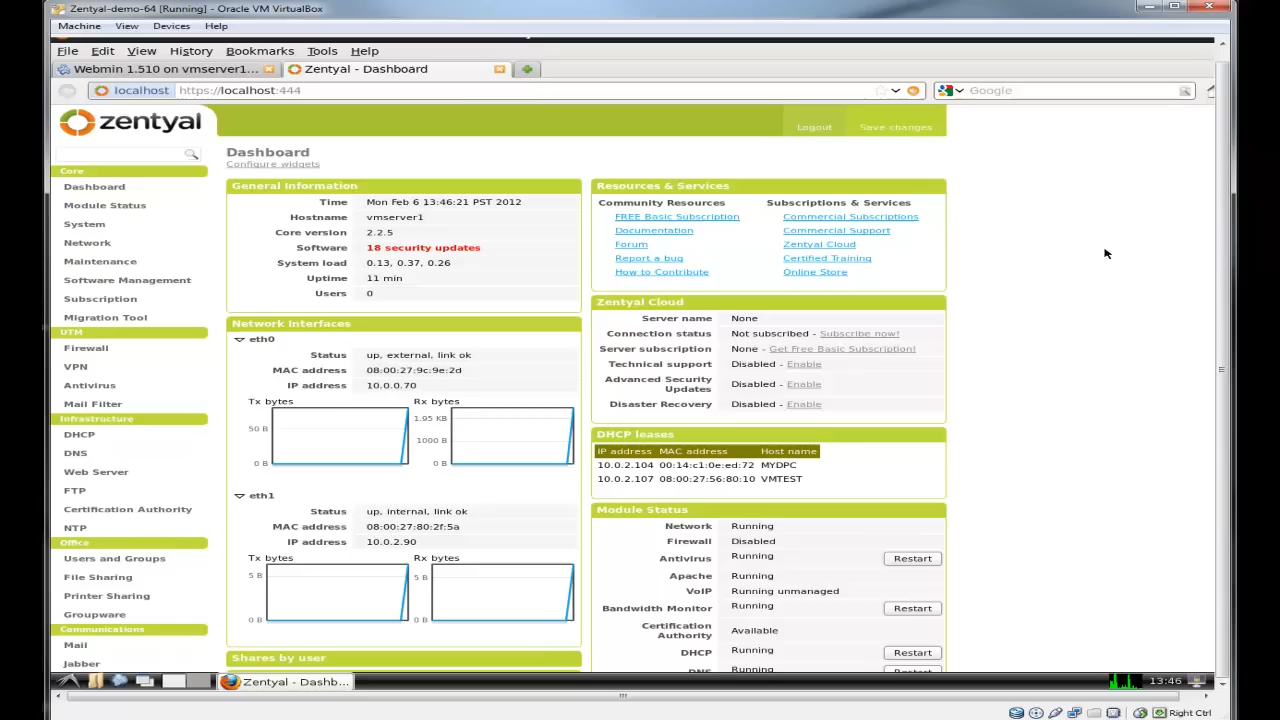 Zentyal-demo-64 [Running] - Oracle VM VirtualBox
Machine View Devices Help
File Edit View History Bookmarks Tools Help
Webmin 1.510 on vmserver1...
Zentyal - Dashboard
localhost https://localhost:444
Google
zentyal
Logout
Save changes
Core
Dashboard
Module Status
System
Network
Maintenance
Software Management
Subscription
Migration Tool
UTM
Firewall
VPN
Antivirus
Mail Filter
Infrastructure
DHCP
DNS
Web Server
FTP
Certification Authority
NTP
Office
Users and Groups
File Sharing
Printer Sharing
Groupware
Communications
Mail
Jabber
Dashboard
Configure widgets
General Information
Time Mon Feb 6 13:46:21 PST 2012
Hostname vmserver1
Core version 2.2.5
Software 18 security updates
System load 0.13, 0.37, 0.26
Uptime 11 min
Users 0
Network Interfaces
eth0
Status up, external, link ok
MAC address 08:00:27:9c:9e:2d
IP address 10.0.0.70
Tx bytes Rx bytes
50 B
0 B
1.95 KB
1000 B
0 B
eth1
Status up, internal, link ok
MAC address 08:00:27:80:2f:5a
IP address 10.0.2.90
Tx bytes Rx bytes
5 B
0 B
5 B
0 B
Shares by user
Resources & Services
Community Resources
FREE Basic Subscription
Documentation
Forum
Report a bug
How to Contribute
Subscriptions & Services
Commercial Subscriptions
Commercial Support
Zentyal Cloud
Certified Training
Online Store
Zentyal Cloud
Server name None
Connection status Not subscribed - Subscribe now!
Server subscription None - Get Free Basic Subscription!
Technical support Disabled - Enable
Advanced Security
Updates Disabled - Enable
Disaster Recovery Disabled - Enable
DHCP leases
IP address MAC address Host name
10.0.2.104 00:14:c1:0e:ed:72 MYDPC
10.0.2.107 08:00:27:56:80:10 VMTEST
Module Status
Network Running
Firewall Disabled
Antivirus Running Restart
Apache Running
VoIP Running unmanaged
Bandwidth Monitor Running Restart
Certification
Authority Available
DHCP Running Restart
DNS Running Restart
Zentyal - Dashb...
13:46
Right Ctrl